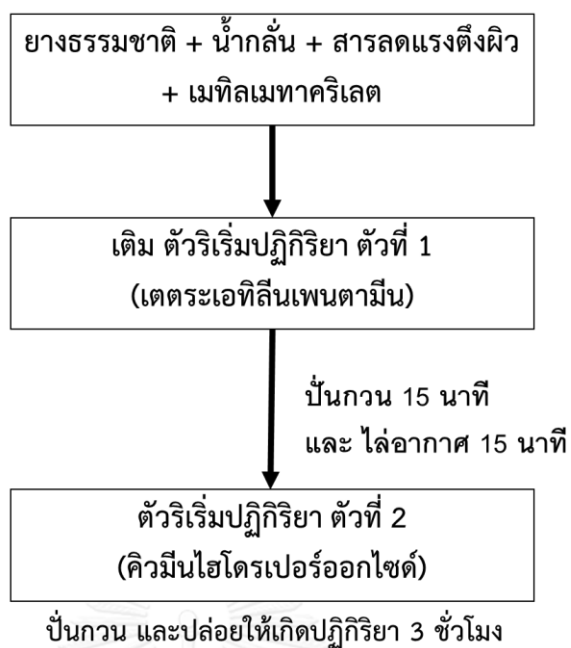 ยางธรรมชาติ + น้ำกลั่น + สารลดแรงตึงผิว
+ เมทิลเมทาคริเลต
เติม ตัวริเริ่มปฏิกิริยา ตัวที่ 1
(เตตระเอทิลีนเพนตามีน)
ปั่นกวน 15 นาที
และ ไล่อากาศ 15 นาที
ตัวริเริ่มปฏิกิริยา ตัวที่ 2
(คิวมีนไฮโดรเปอร์ออกไซด์)
ปั่นกวน และปล่อยให้เกิดปฏิกิริยา 3 ชั่วโมง